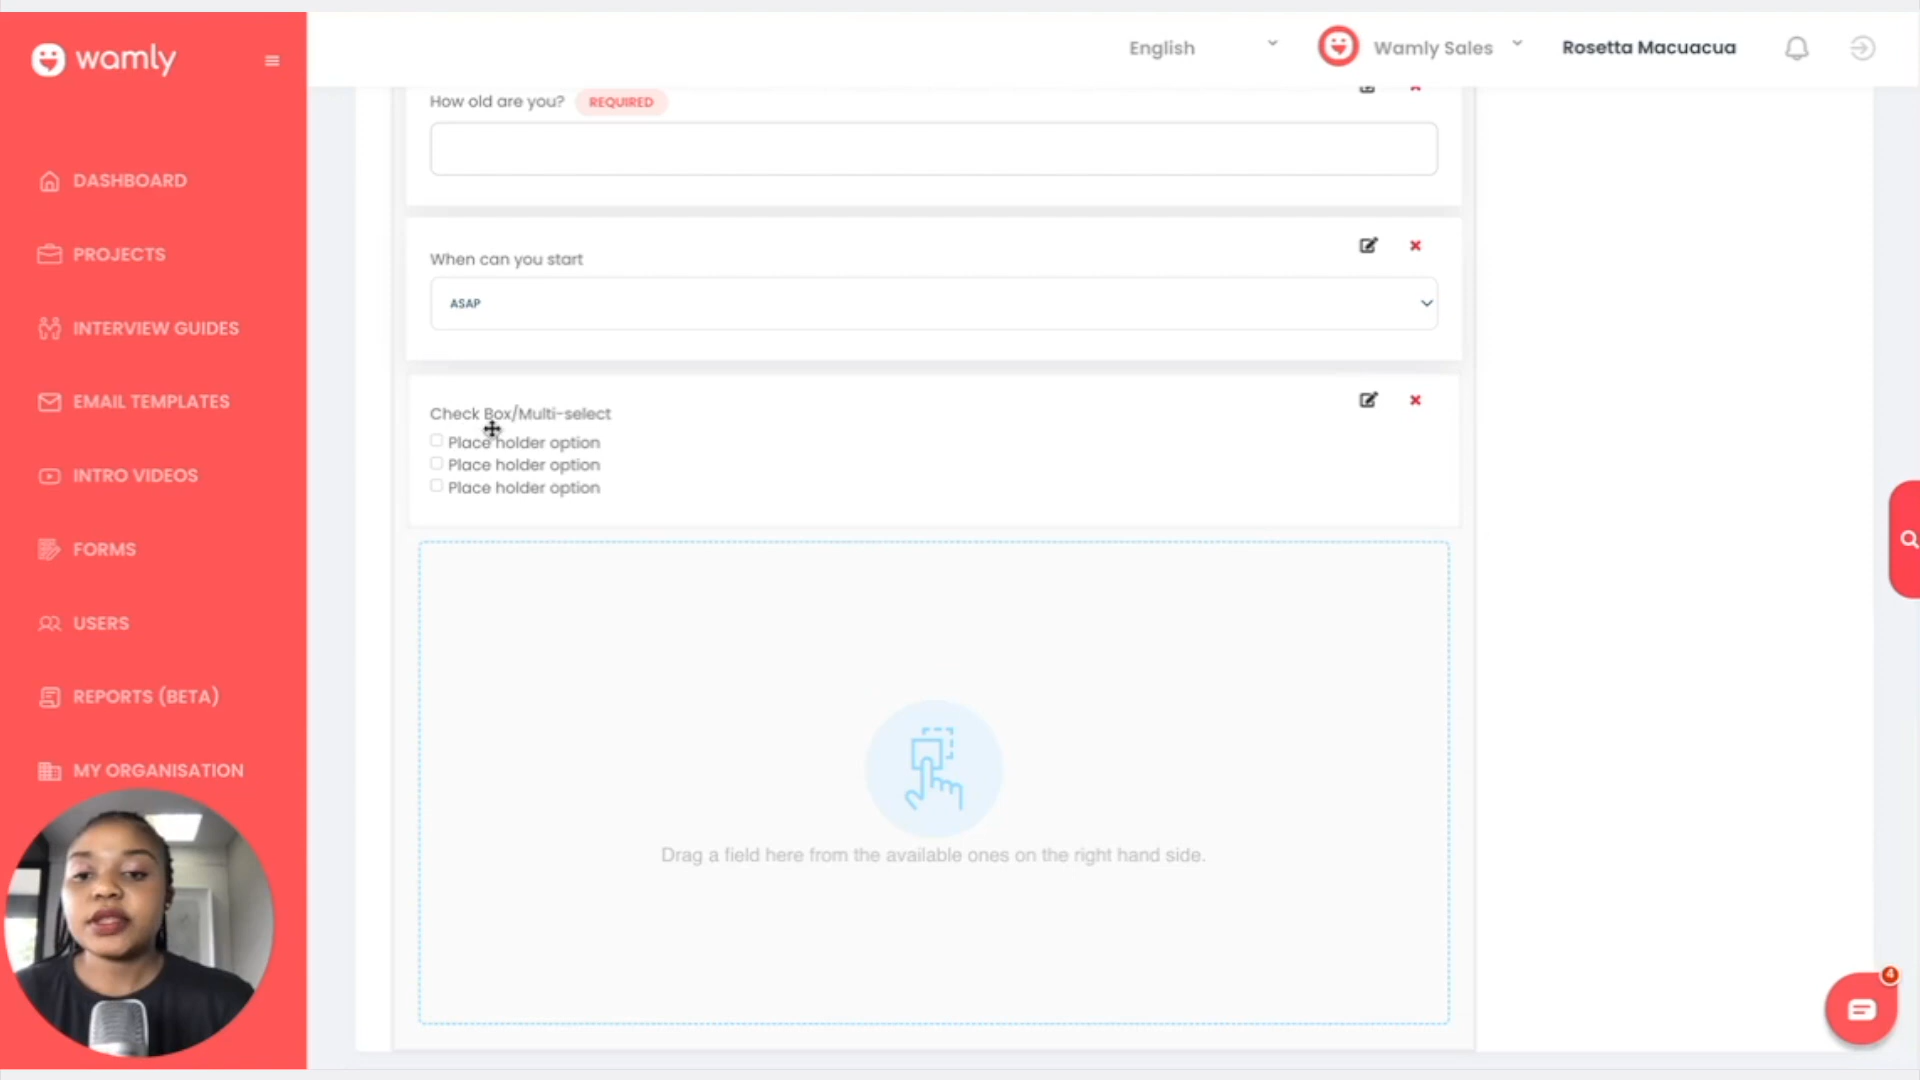 wamly
English
Wamly Sales
Rosetta Macuacua
DASHBOARD
PROJECTS
INTERVIEW GUIDES
EMAIL TEMPLATES
INTRO VIDEOS
FORMS
USERS
REPORTS (BETA)
MY ORGANISATION
How old are you? REQUIRED
When can you start
ASAP
Check Box/Multi-select
Place holder option
Place holder option
Place holder option
Drag a field here from the available ones on the right hand side.
4